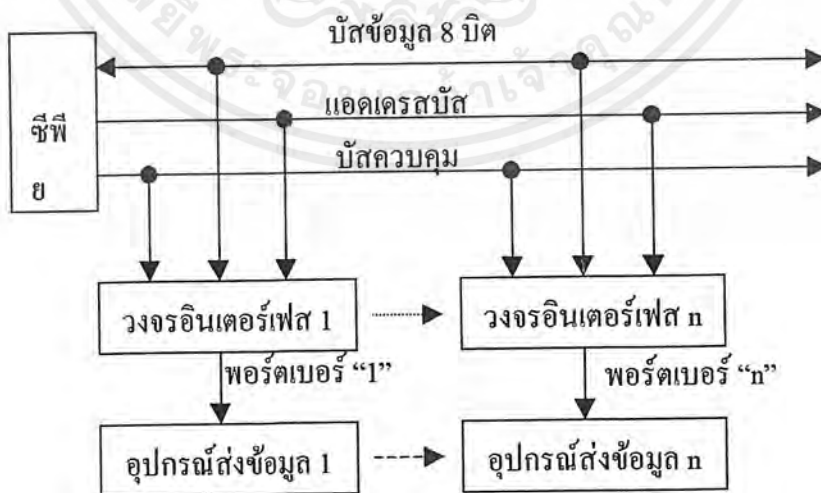 บัสข้อมูล 8 บิต
แอดเดรสบัส
บัสควบคุม
ซีพี
ย
วงจรอินเตอร์เฟส 1
วงจรอินเตอร์เฟส n
พอร์ตเบอร์ “1”
พอร์ตเบอร์ “n”
อุปกรณ์ส่งข้อมูล 1
อุปกรณ์ส่งข้อมูล n